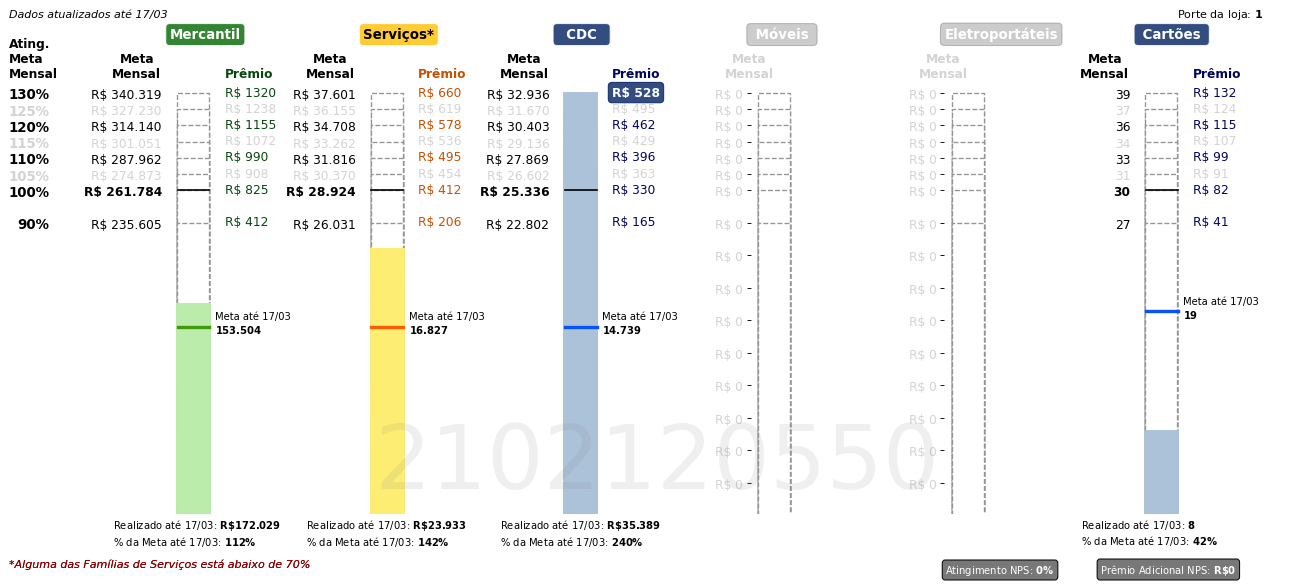 Dados atualizados até 17/03
Porte da loja: 1
Mercantil Serviços* CDC Móveis Eletroportáteis Cartões
Ating.
Meta Meta Meta Meta Meta Meta Meta
Mensal Mensal Prêmio Mensal Prêmio Mensal Prêmio Mensal Mensal Mensal Prêmio
130% R$ 340.319 R$ 1320 R$ 37.601 R$ 660 R$ 32.936 R$ 528 R$ 0 R$ 0 39 R$ 132
125% R$ 327.230 R$ 1238 R$ 36.155 R$ 619 R$ 31.670 R$ 495 R$ 0 R$ 0 37 R$ 124
120% R$ 314.140 R$ 1155 R$ 34.708 R$ 578 R$ 30.403 R$ 462 R$ 0 R$ 0 36 R$ 115
115% R$ 301.051 R$ 1072 R$ 33.262 R$ 536 R$ 29.136 R$ 429 R$ 0 R$ 0 34 R$ 107
110% R$ 287.962 R$ 990 R$ 31.816 R$ 495 R$ 27.869 R$ 396 R$ 0 R$ 0 33 R$ 99
105% R$ 274.873 R$ 908 R$ 30.370 R$ 454 R$ 26.602 R$ 363 R$ 0 R$ 0 31 R$ 91
100% R$ 261.784 R$ 825 R$ 28.924 R$ 412 R$ 25.336 R$ 330 R$ 0 R$ 0 30 R$ 82
90% R$ 235.605 R$ 412 R$ 26.031 R$ 206 R$ 22.802 R$ 165 R$ 0 R$ 0 27 R$ 41
R$ 0 R$ 0
R$ 0 R$ 0
Meta até 17/03
19
Meta até 17/03 Meta até 17/03 Meta até 17/03
R$ 0 R$ 0
153.504 16.827 14.739
R$ 0 R$ 0
R$ 0 R$ 0
R$ 0 R$ 0
R$ 0 R$ 0
2102120550
R$ 0 R$ 0
Realizado até 17/03: R$172.029 Realizado até 17/03: R$23.933 Realizado até 17/03: R$35.389 Realizado até 17/03: 8
% da Meta até 17/03: 112% % da Meta até 17/03: 142% % da Meta até 17/03: 240% % da Meta até 17/03: 42%
*Alguma das Famílias de Serviços está abaixo de 70%
Atingimento NPS: 0% Prêmio Adicional NPS: R$0